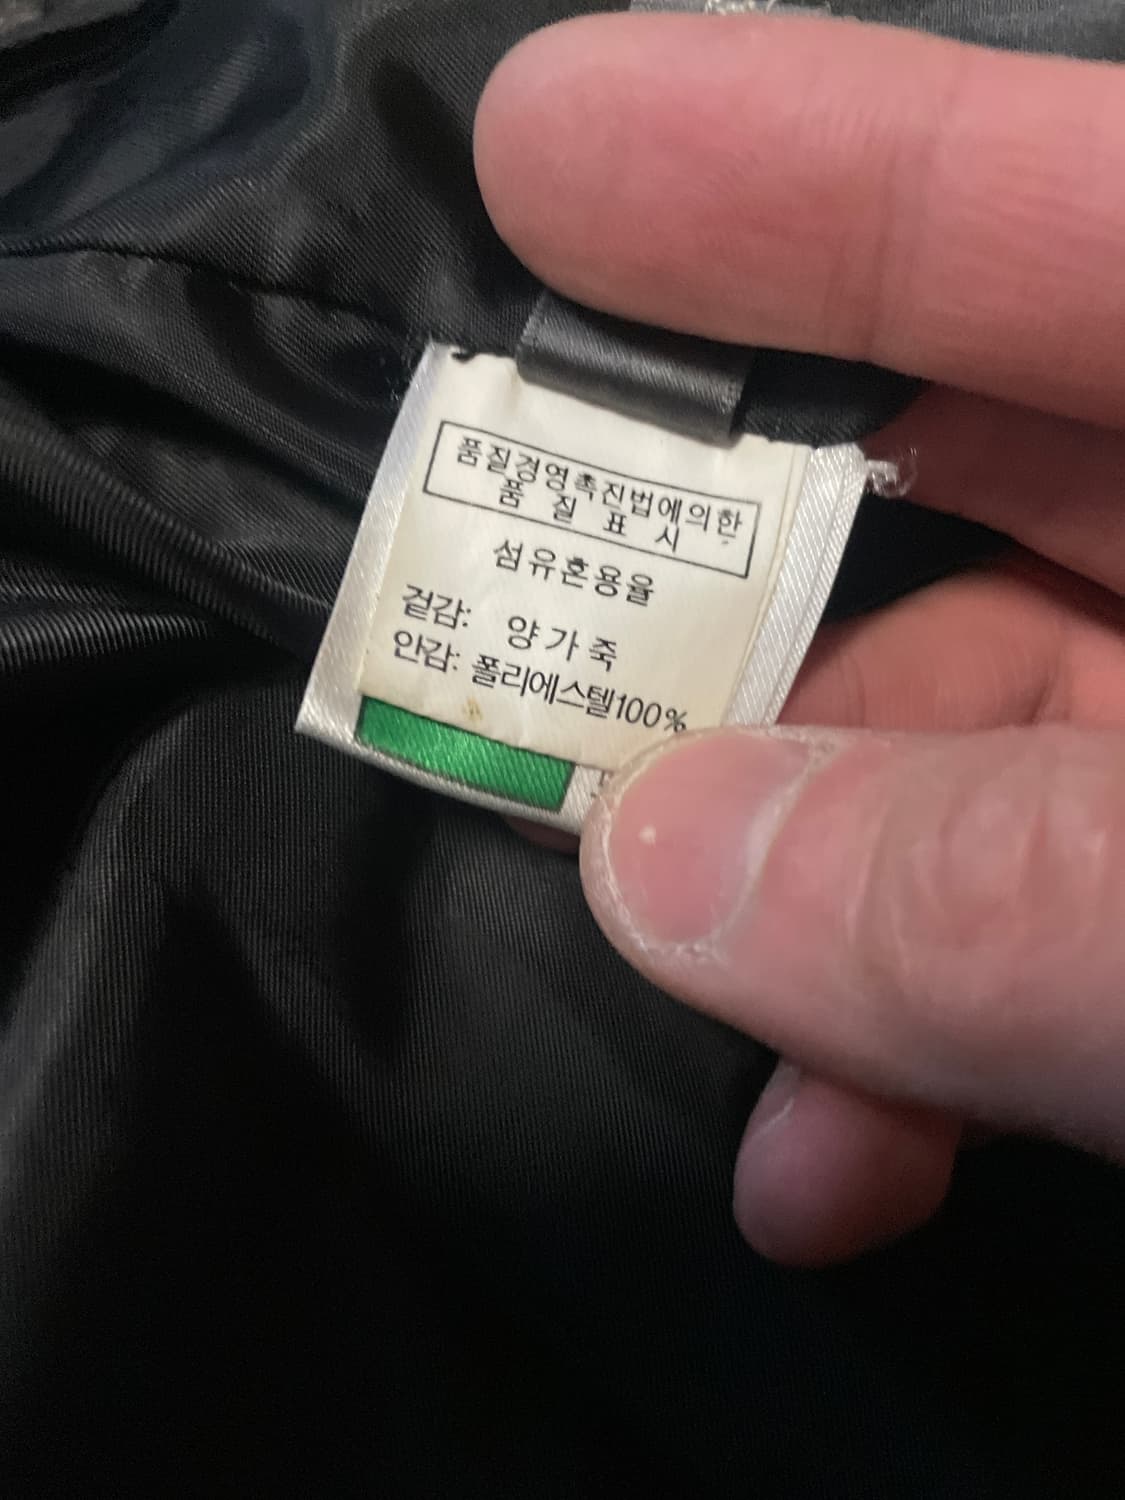 품질경영촉진법에의한
품 질 표 시
섬유혼용율
겉감: 양가죽
안감: 폴리에스텔100%